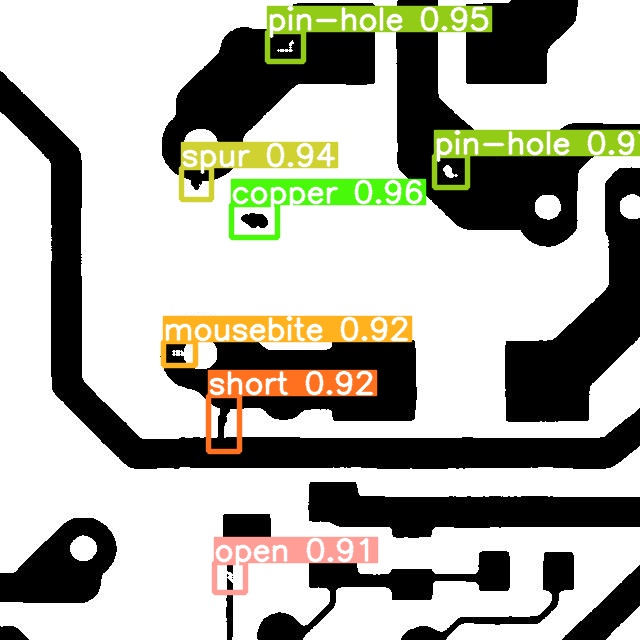 pin-hole 0.95
pin-hole 0.9
spur 0.94
copper 0.96
mousebite 0.92
short 0.92
open 0.91